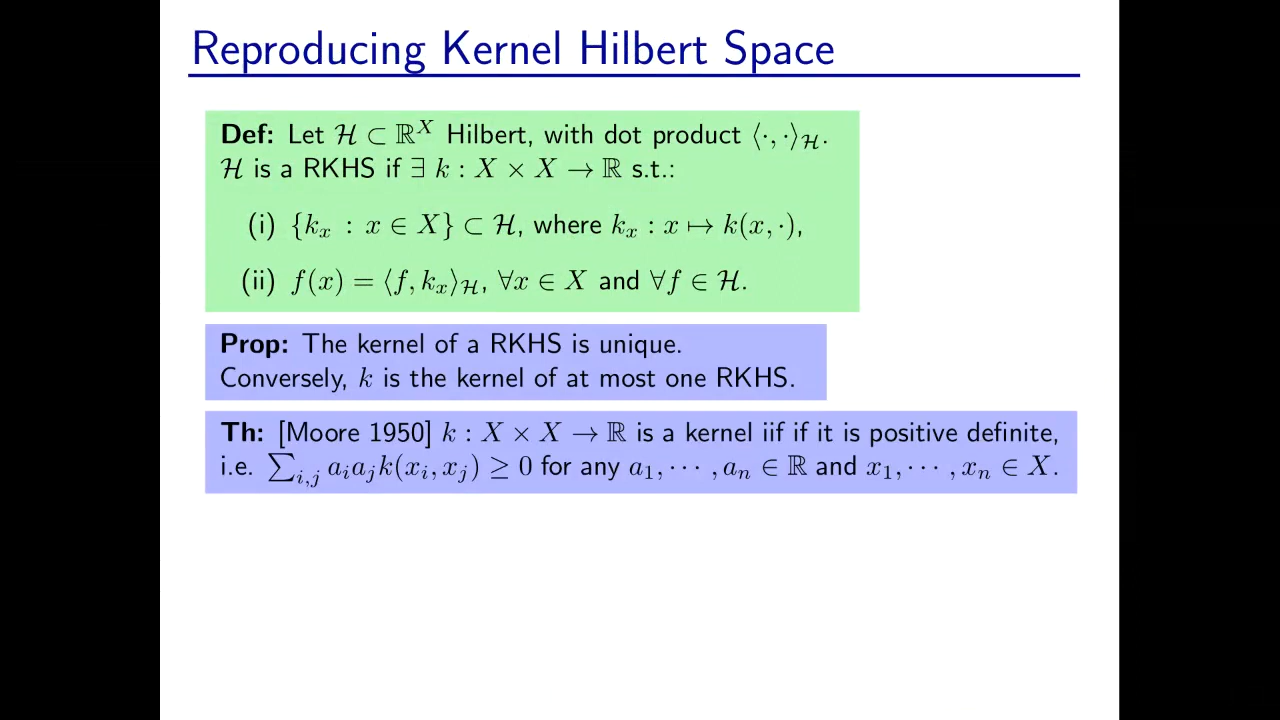 Reproducing Kernel Hilbert Space
Def: Let ℋ ⊂ ℝ^X Hilbert, with dot product ⟨·, ·⟩_ℋ.
ℋ is a RKHS if ∃ k : X × X → ℝ s.t.:
(i) {k_x : x ∈ X} ⊂ ℋ, where k_x : x ↦ k(x, ·),
(ii) f(x) = ⟨f, k_x⟩_ℋ, ∀x ∈ X and ∀f ∈ ℋ.
Prop: The kernel of a RKHS is unique.
Conversely, k is the kernel of at most one RKHS.
Th: [Moore 1950] k : X × X → ℝ is a kernel iif if it is positive definite,
i.e. ∑_{i,j} a_i a_j k(x_i, x_j) ≥ 0 for any a_1, ⋯ , a_n ∈ ℝ and x_1, ⋯ , x_n ∈ X.